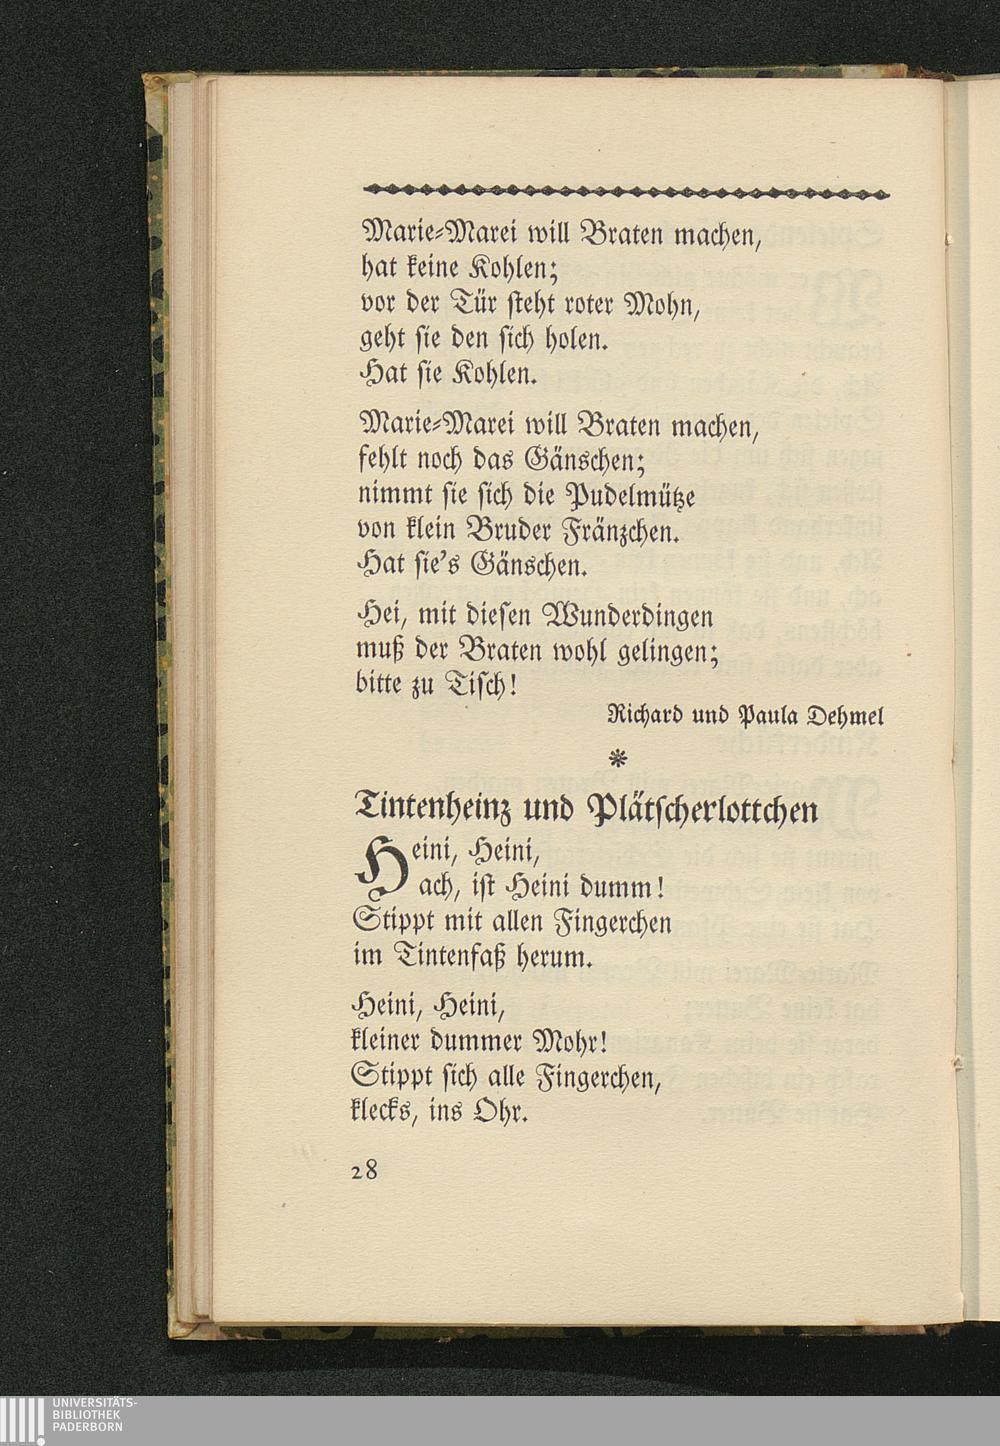 Marie-Marei will Braten machen,
hat keine Kohlen;
vor der Tür steht roter Mohn,
geht sie den sich holen.
Hat sie Kohlen.
Marie-Marei will Braten machen,
fehlt noch das Gänschen;
nimmt sie sich die Pudelmütze
von klein Bruder Fränzchen.
Hat sie's Gänschen.
Hei, mit diesen Wunderdingen
muß der Braten wohl gelingen;
bitte zu Tisch!
Richard und Paula Dehmel
Tintenheinz und Plätscherlottchen
Heini, Heini,
ach, ist Heini dumm!
Stippt mit allen Fingerchen
im Tintenfaß herum.
Heini, Heini,
kleiner dummer Mohr!
Stippt sich alle Fingerchen,
klecks, ins Ohr.
28
UNIVERSITÄTS-
BIBLIOTHEK
PADERBORN